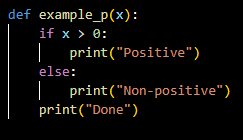 def example_p(x):
    if x > 0:
        print("Positive")
    else:
        print("Non-positive")
    print("Done")